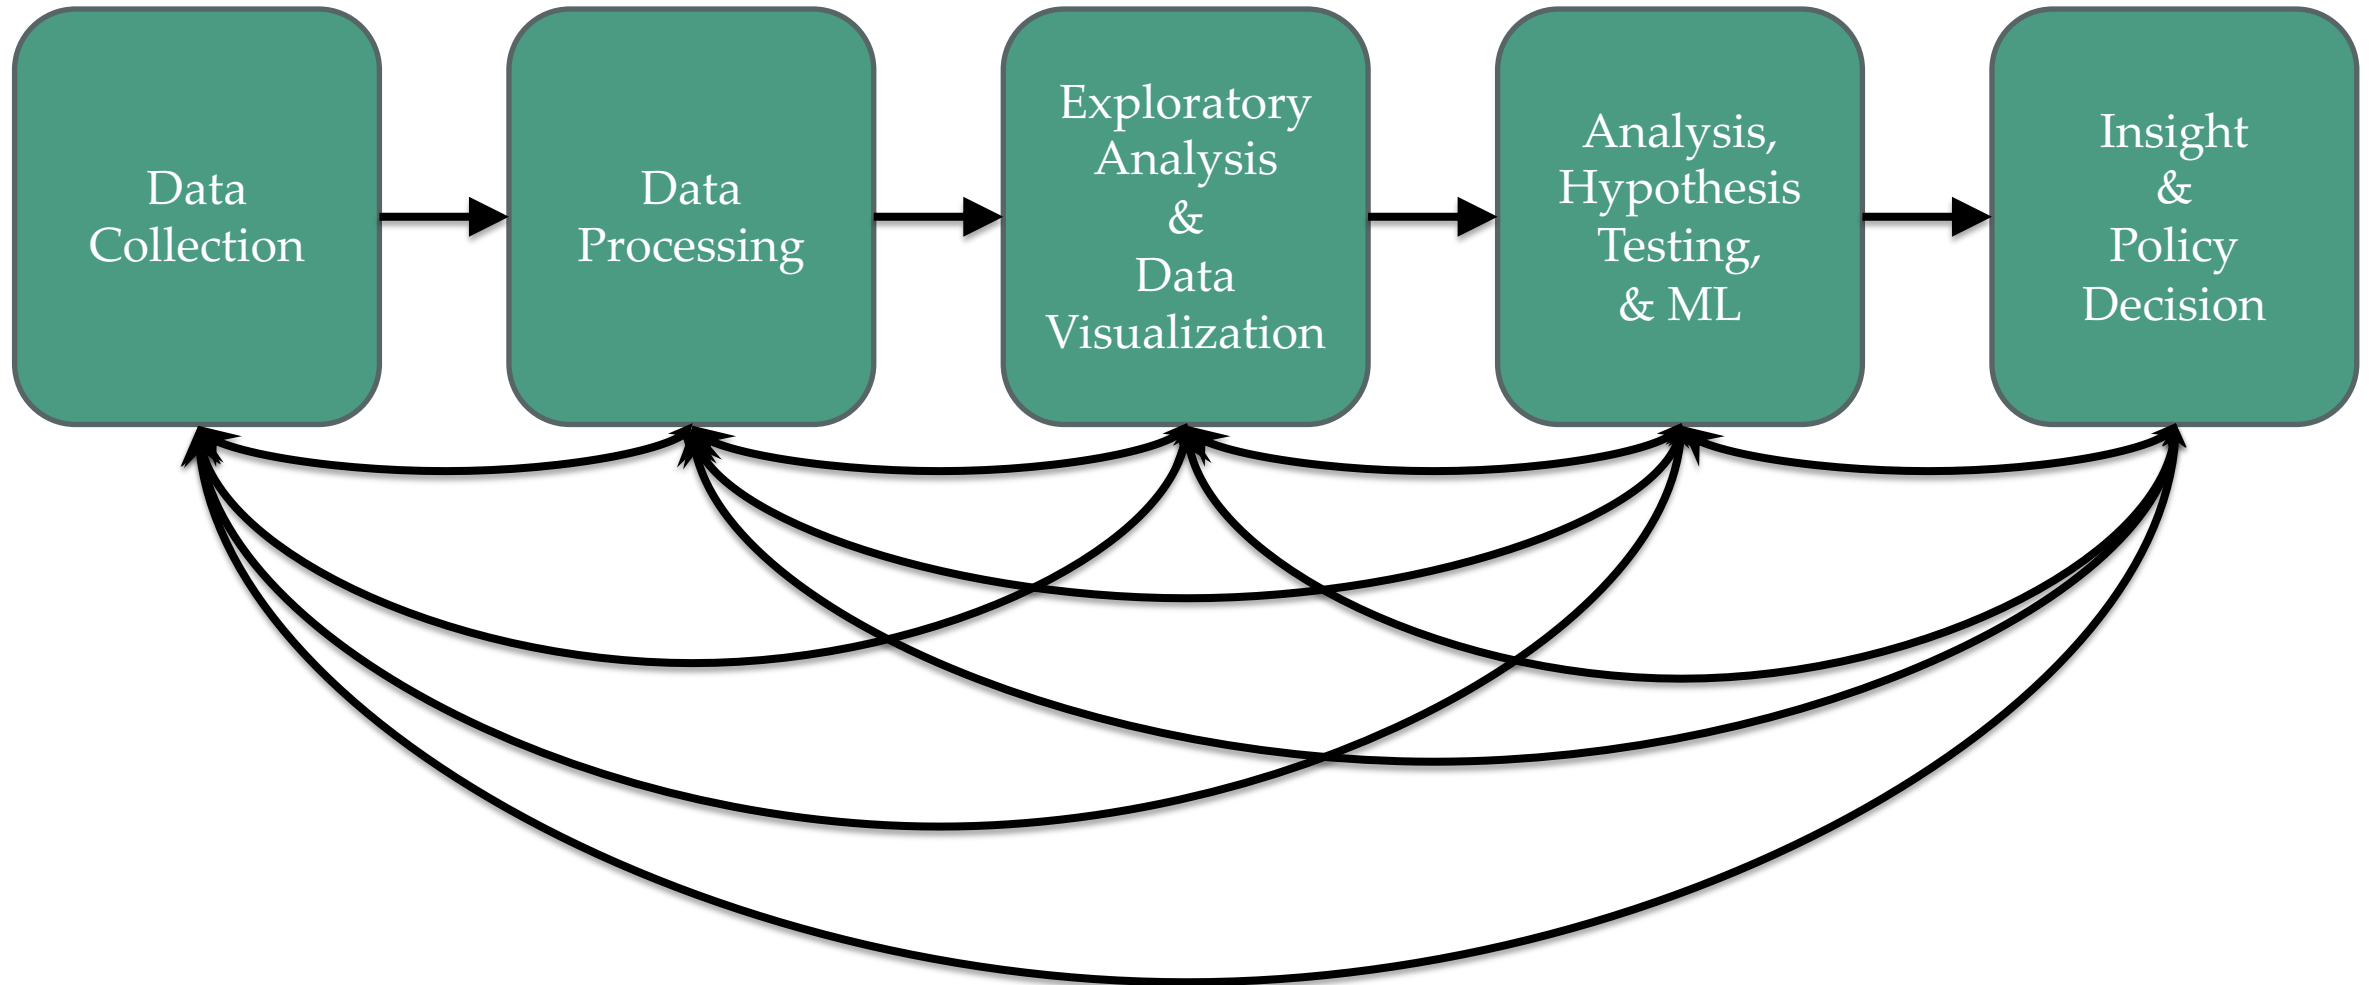 Data
Collection
Data
Processing
Exploratory
Analysis
&
Data
Visualization
Analysis,
Hypothesis
Testing,
& ML
Insight
&
Policy
Decision